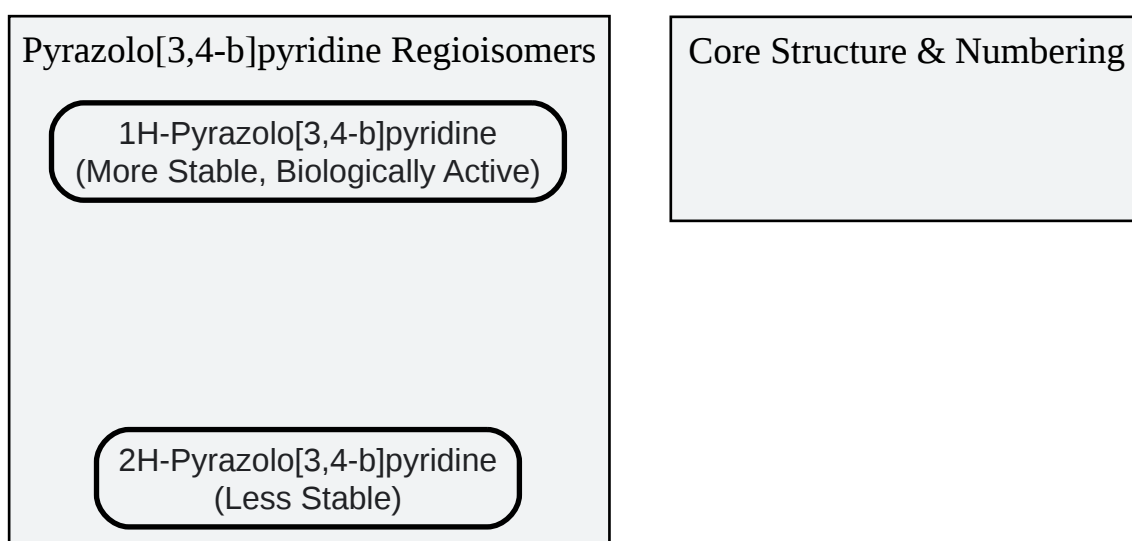 Pyrazolo[3,4-b]pyridine Regioisomers
1H-Pyrazolo[3,4-b]pyridine
(More Stable, Biologically Active)
2H-Pyrazolo[3,4-b]pyridine
(Less Stable)
Core Structure & Numbering